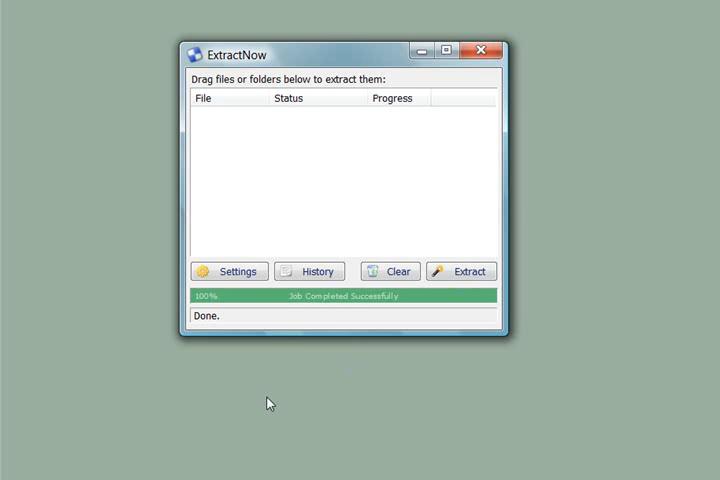 ExtractNow
Drag files or folders below to extract them:
File Status Progress
Settings History Clear Extract
100% Job Completed Successfully
Done.